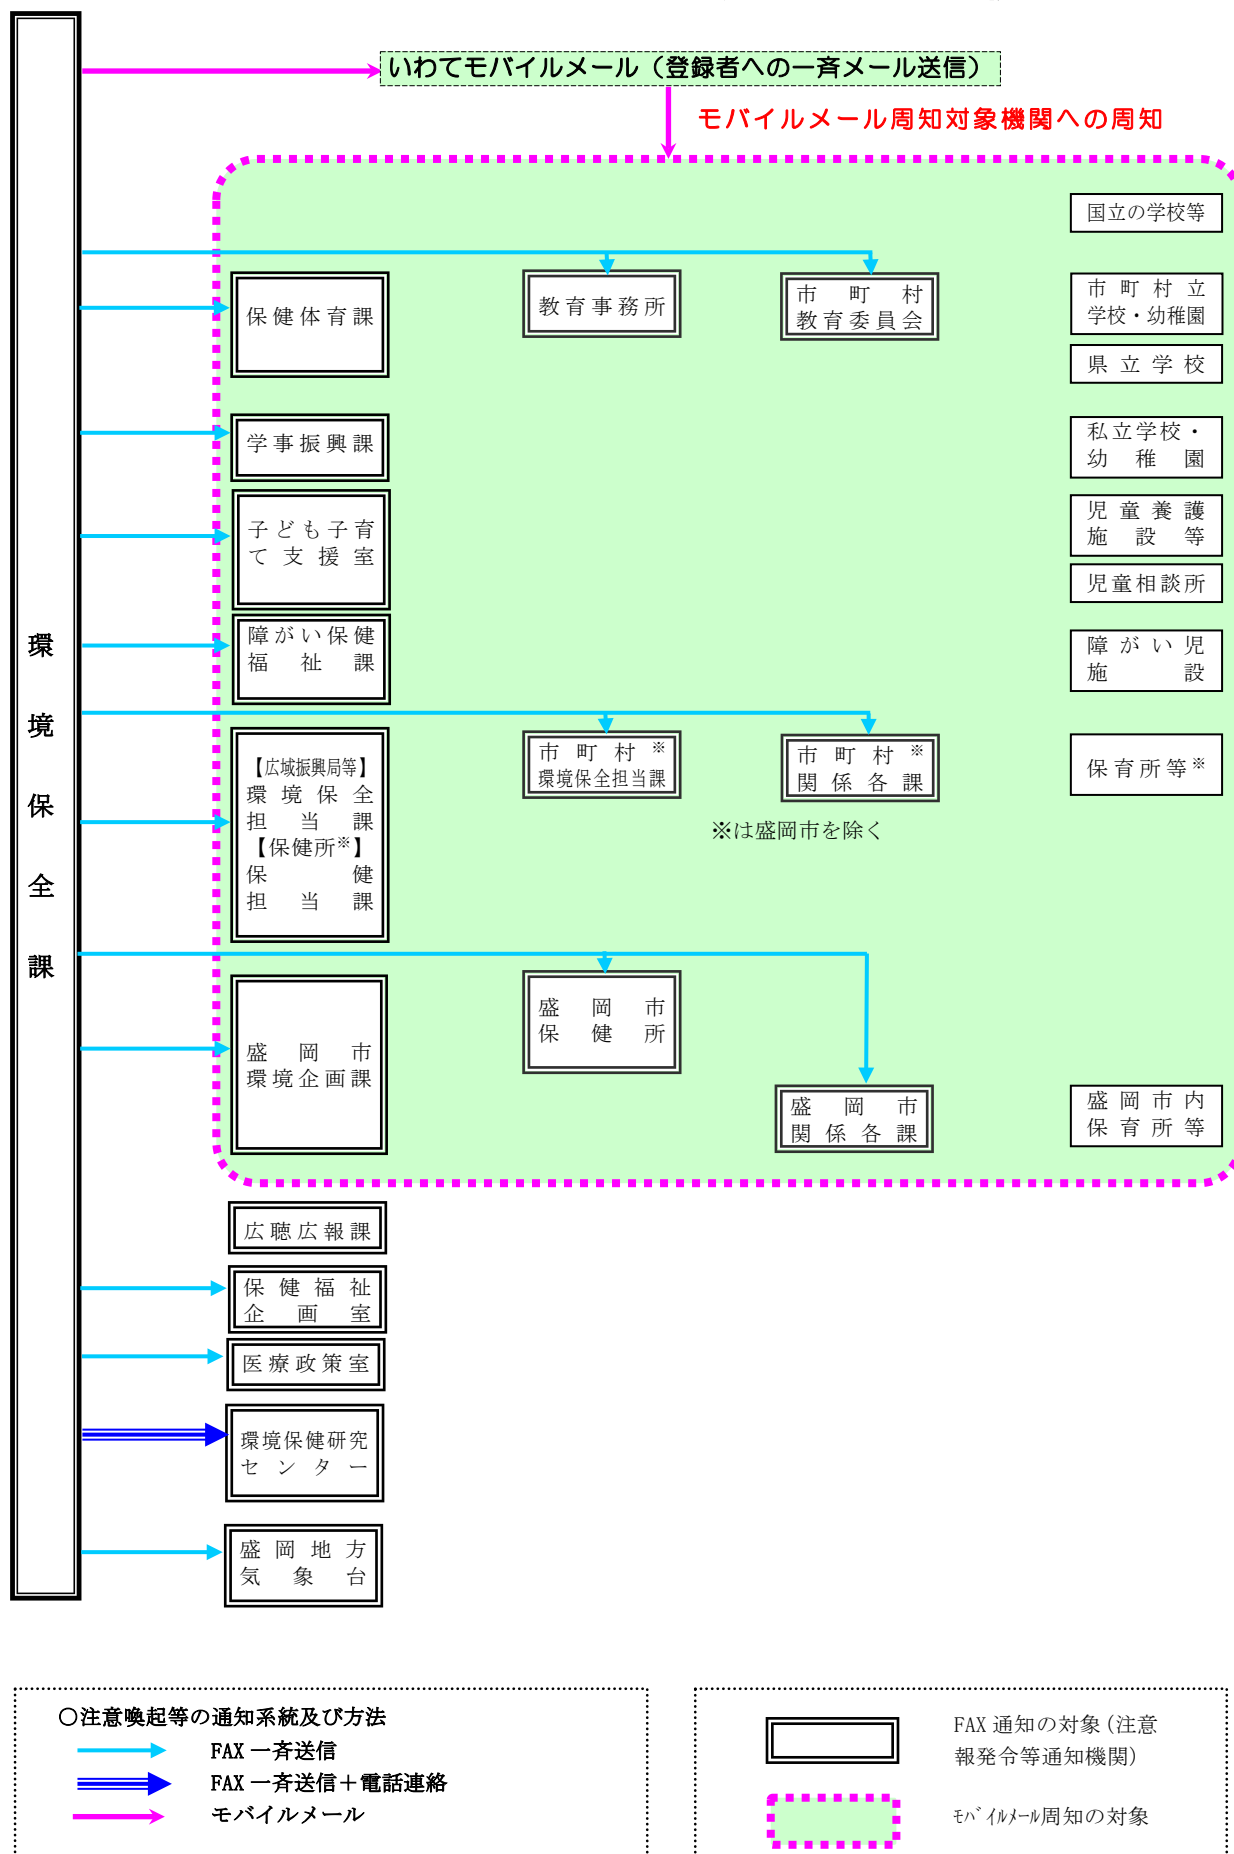 いわてモバイルメール（登録者への一斉メール送信）
モバイルメール周知対象機関への周知
環境保全課
国立の学校等
保健体育課
教育事務所
市町村
教育委員会
市町村立
学校・幼稚園
県立学校
学事振興課
私立学校・
幼稚園
子ども子育
て支援室
児童養護
施設等
児童相談所
障がい保健
福祉課
障がい児
施設
【広域振興局等】
環境保全
担当課
【保健所※】
保健
担当課
市町村※
環境保全担当課
市町村※
関係各課
保育所等※
※は盛岡市を除く
盛岡市
環境企画課
盛岡市
保健所
盛岡市
関係各課
盛岡市内
保育所等
広聴広報課
保健福祉
企画室
医療政策室
環境保健研究
センター
盛岡地方
気象台
○注意喚起等の通知系統及び方法
FAX 一斉送信
FAX 一斉送信＋電話連絡
モバイルメール
FAX 通知の対象（注意
報発令等通知機関）
ﾓﾊﾞｲﾙﾒｰﾙ周知の対象